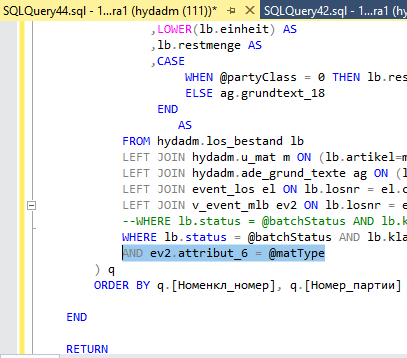 SQLQuery44.sql - 1...ra1 (hydadm (111))* SQLQuery42.sql - 1...ra1
,LOWER(lb.einheit) AS
,lb.restmenge AS
,CASE
WHEN @partyClass = 0 THEN lb.res
ELSE ag.grundtext_18
END
AS
FROM hydadm.los_bestand lb
LEFT JOIN hydadm.u_mat m ON (lb.artikel=m
LEFT JOIN hydadm.ade_grund_texte ag ON (l
LEFT JOIN event_los el ON lb.losnr = el.
LEFT JOIN v_event_mlb ev2 ON lb.losnr =
--WHERE lb.status = @batchStatus AND lb.k
WHERE lb.status = @batchStatus AND lb.kla
AND ev2.attribut_6 = @matType
) q
ORDER BY q.[Номенкл_номер], q.[Номер_партии]
END
RETURN